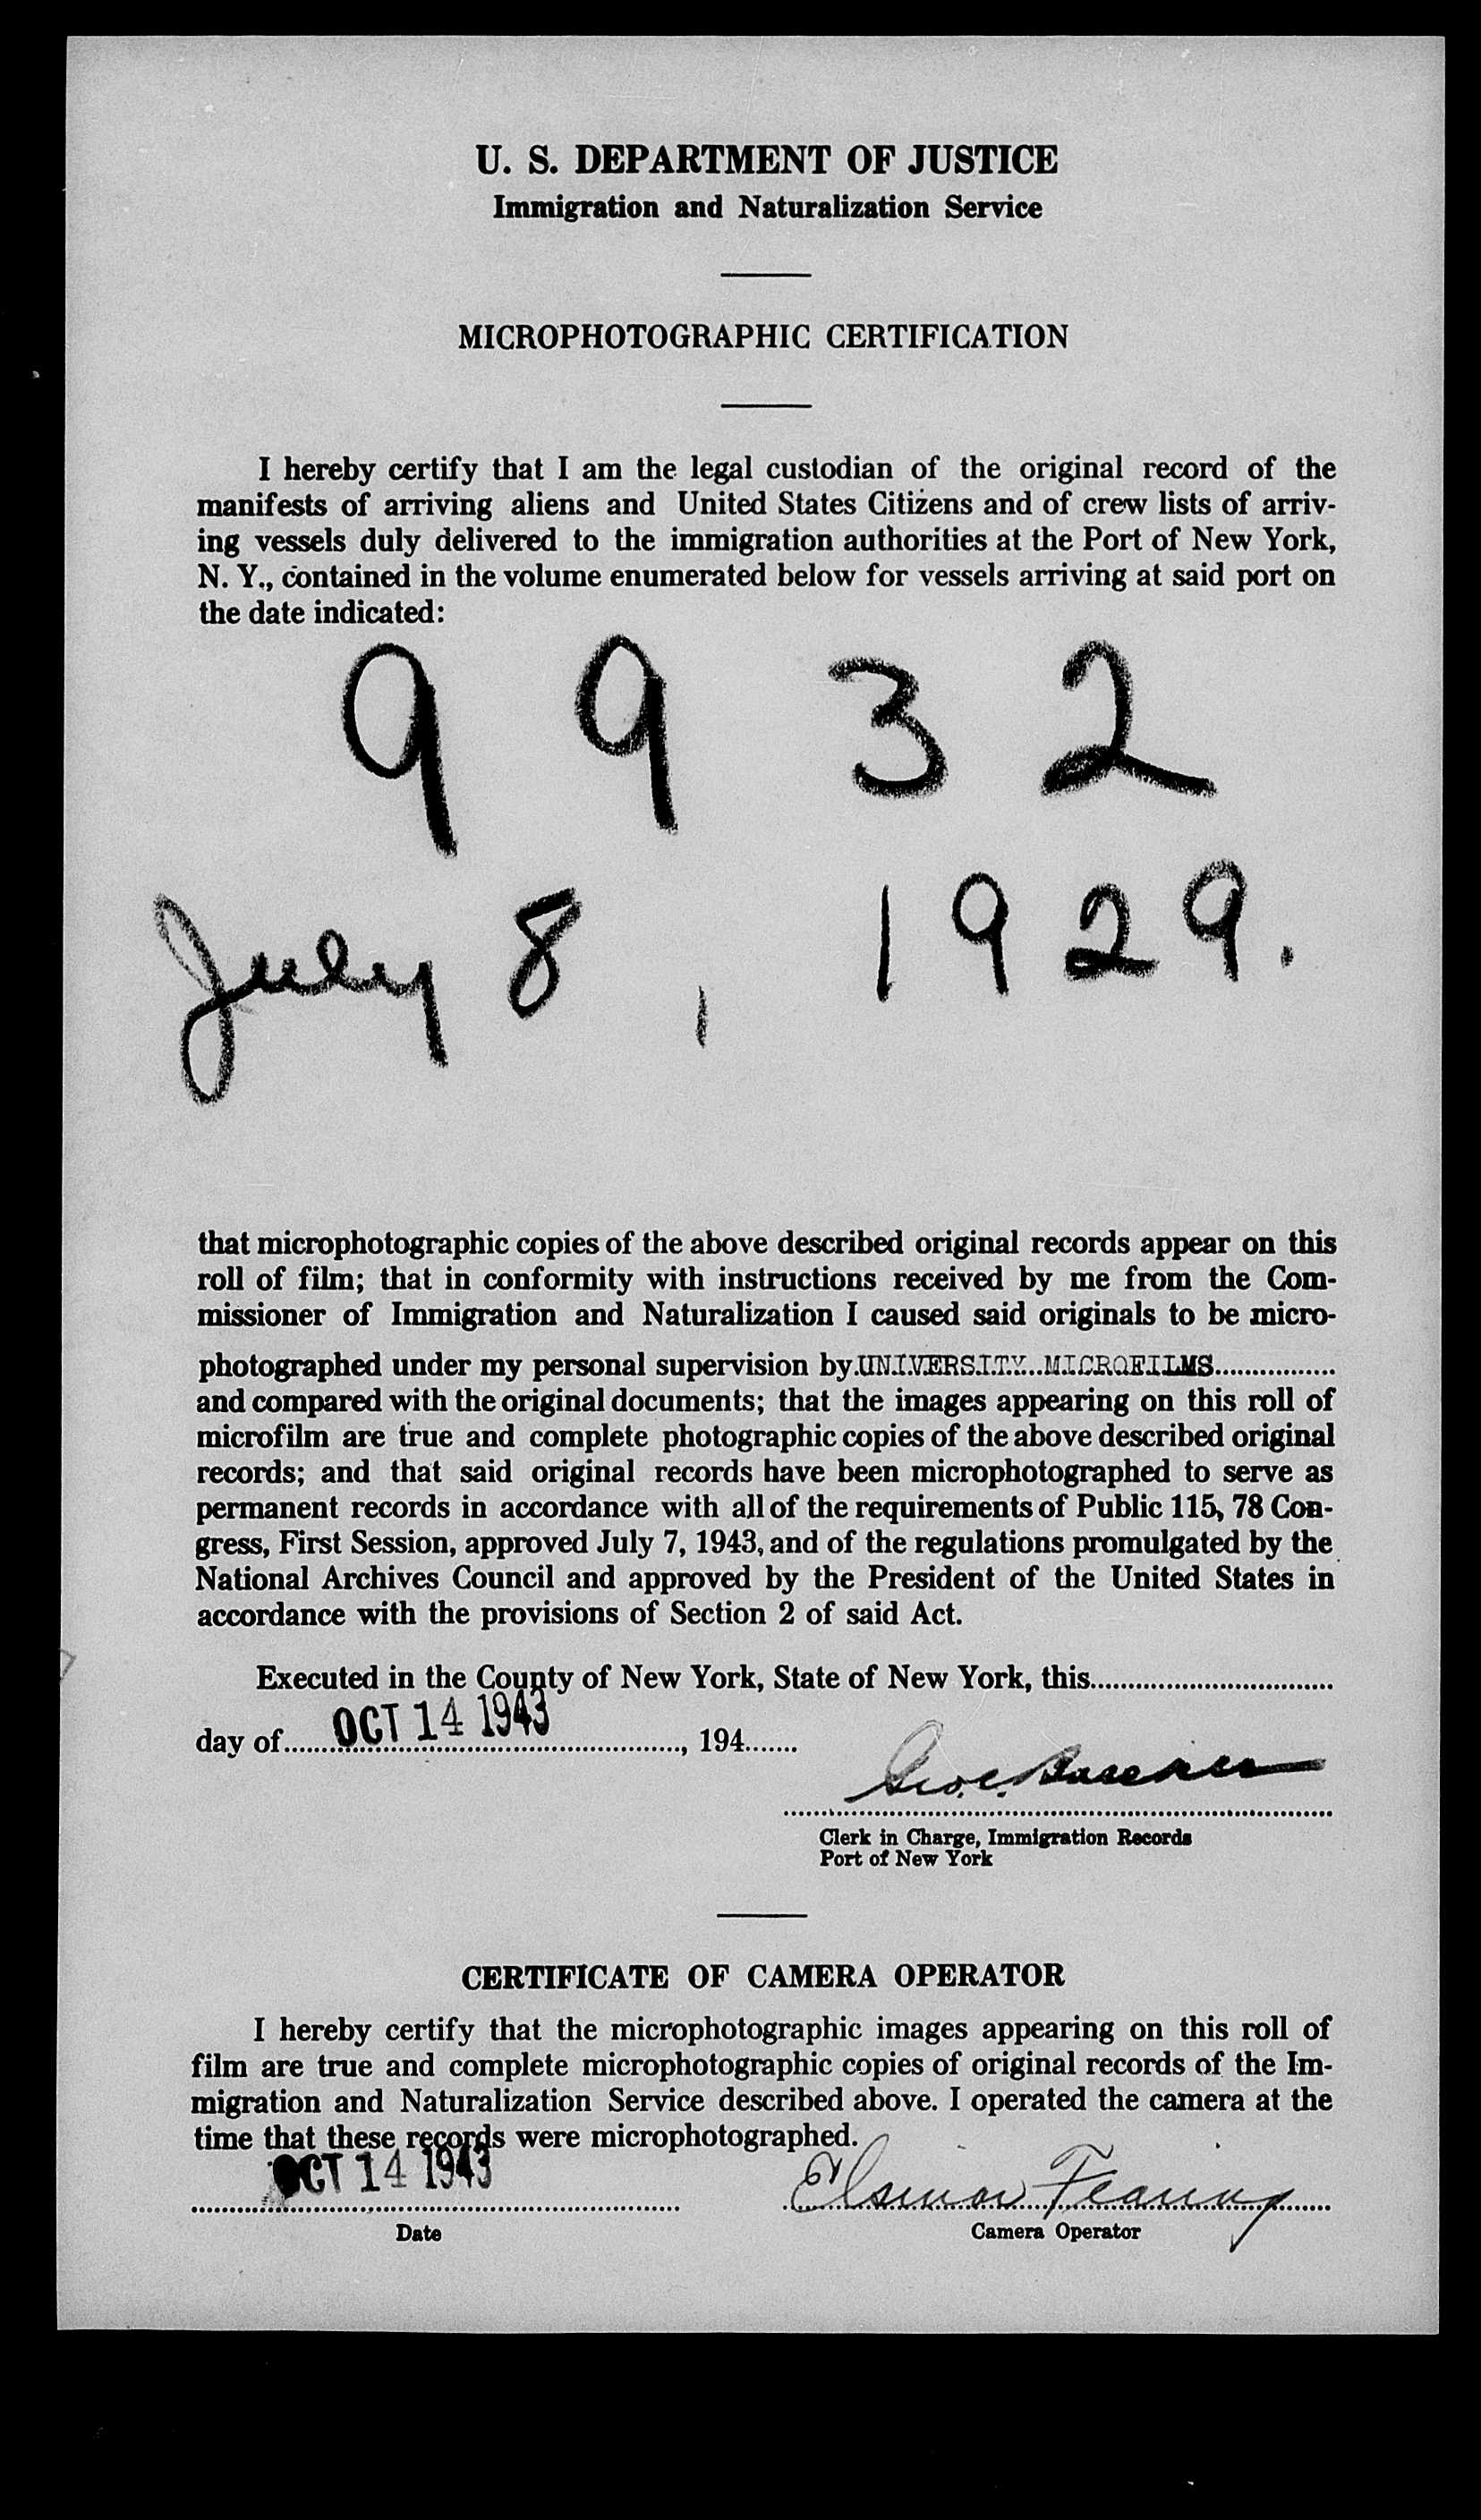 U. S. DEPARTMENT OF JUSTICE
Immigration and Naturalization Service
MICROPHOTOGRAPHIC CERTIFICATION
I hereby certify that I am the legal custodian of the original record of the
manifests of arriving aliens and United States Citizens and of crew lists of arriv-
ing vessels duly delivered to the immigration authorities at the Port of New York,
N. Y., contained in the volume enumerated below for vessels arriving at said port on
the date indicated:
9 9 3 2
July 8, 1929.
that microphotographic copies of the above described original records appear on this
roll of film; that in conformity with instructions received by me from the Com-
missioner of Immigration and Naturalization I caused said originals to be micro-
photographed under my personal supervision by UNIVERSITY MICROFILMS
and compared with the original documents; that the images appearing on this roll of
microfilm are true and complete photographic copies of the above described original
records; and that said original records have been microphotographed to serve as
permanent records in accordance with all of the requirements of Public 115, 78 Con-
gress, First Session, approved July 7, 1943, and of the regulations promulgated by the
National Archives Council and approved by the President of the United States in
accordance with the provisions of Section 2 of said Act.
Executed in the County of New York, State of New York, this
day of OCT 14 1943, 194
Geo. C.
Clerk in Charge, Immigration Records
Port of New York
CERTIFICATE OF CAMERA OPERATOR
I hereby certify that the microphotographic images appearing on this roll of
film are true and complete microphotographic copies of original records of the Im-
migration and Naturalization Service described above. I operated the camera at the
time that these records were microphotographed.
OCT 14 1943
Date
Fearing
Camera Operator